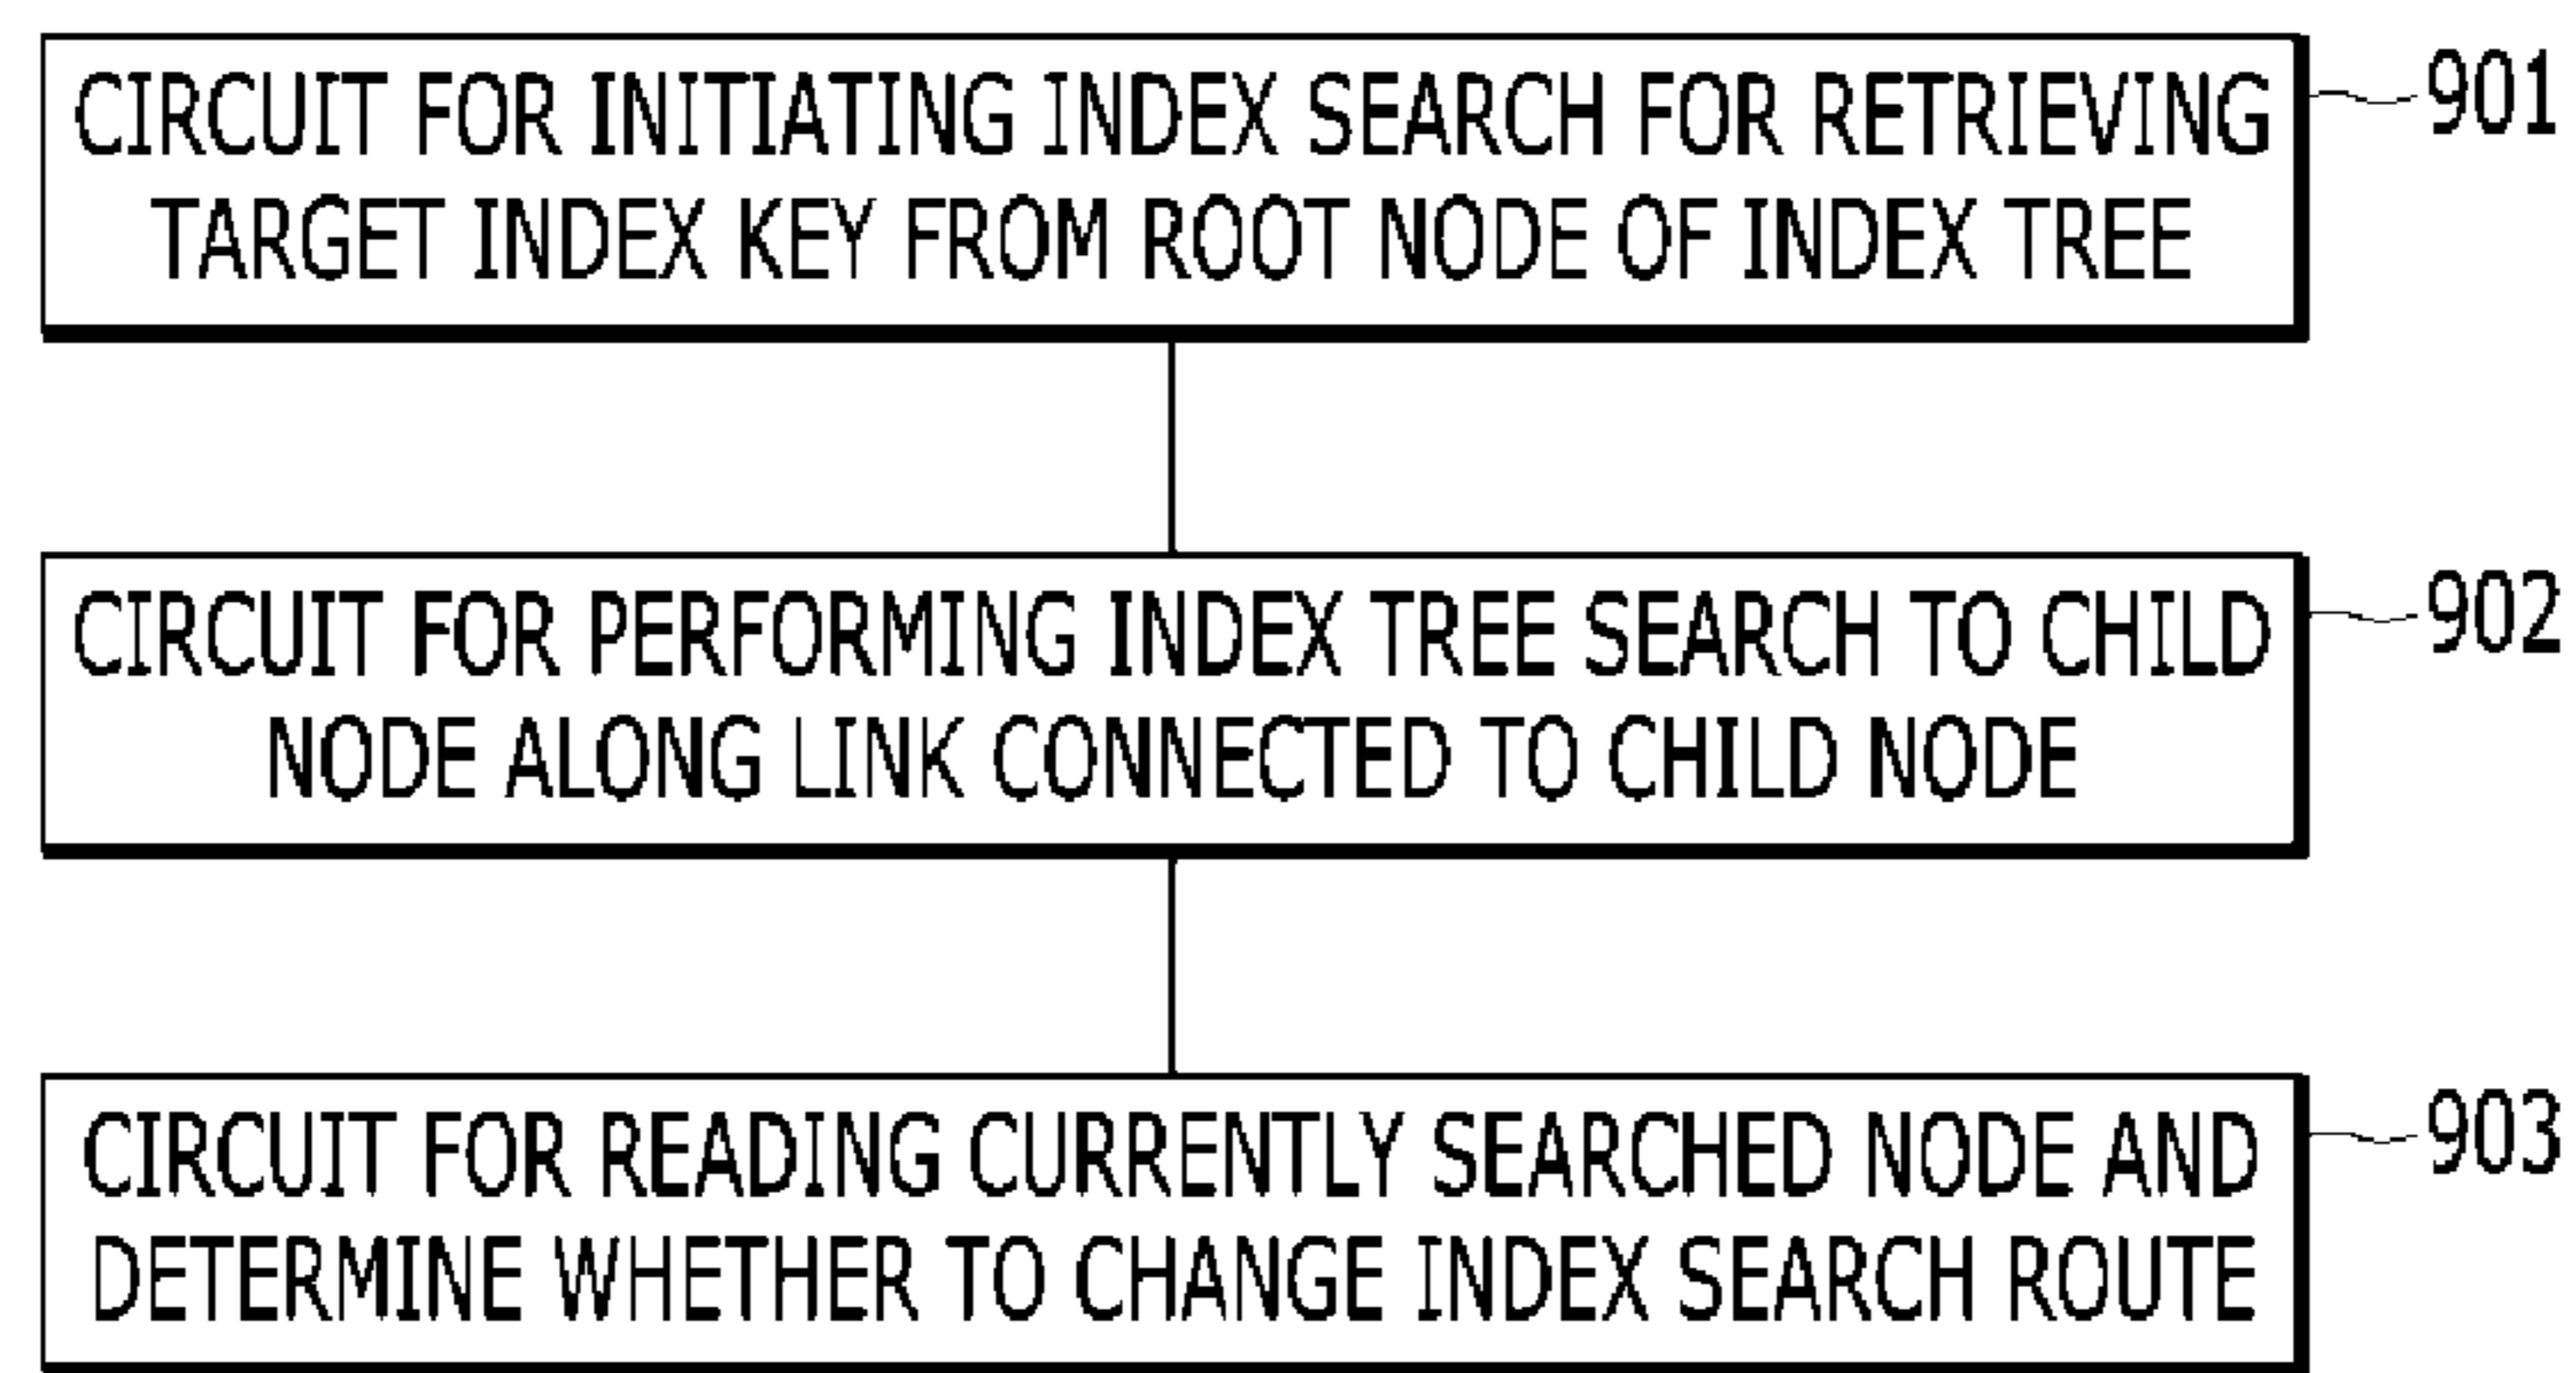 CIRCUIT FOR INITIATING INDEX SEARCH FOR RETRIEVING
TARGET INDEX KEY FROM ROOT NODE OF INDEX TREE
901
CIRCUIT FOR PERFORMING INDEX TREE SEARCH TO CHILD
NODE ALONG LINK CONNECTED TO CHILD NODE
902
CIRCUIT FOR READING CURRENTLY SEARCHED NODE AND
DETERMINE WHETHER TO CHANGE INDEX SEARCH ROUTE
903